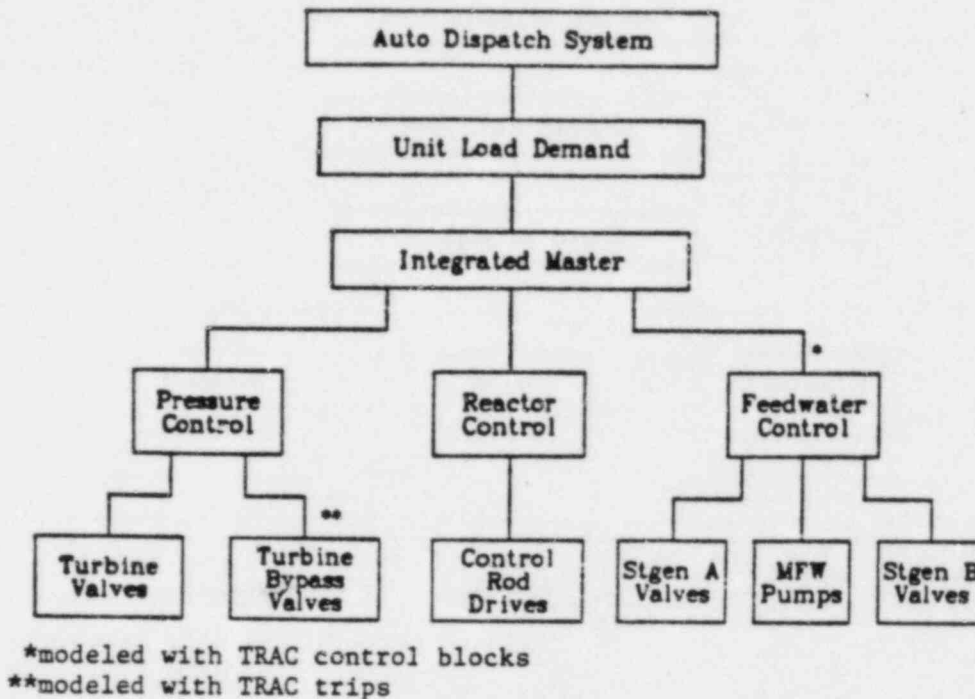 Auto Dispatch System
Unit Load Demand
Integrated Master
*
Pressure
Control
Reactor
Control
Feedwater
Control
**
Turbine
Valves
Turbine
Bypass
Valves
Control
Rod
Drives
Stgen A
Valves
MFW
Pumps
Stgen B
Valves
*modeled with TRAC control blocks
**modeled with TRAC trips